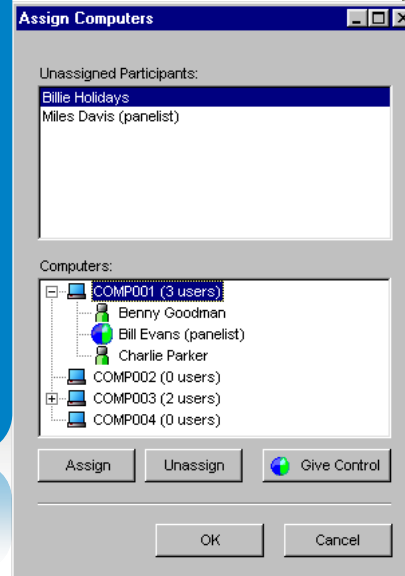 Assign Computers
Unassigned Participants:
Billie Holidays
Miles Davis (panelist)
Computers:
COMP001 (3 users)
Benny Goodman
Bill Evans (panelist)
Charlie Parker
COMP002 (0 users)
COMP003 (2 users)
COMP004 (0 users)
Assign Unassign Give Control
OK Cancel